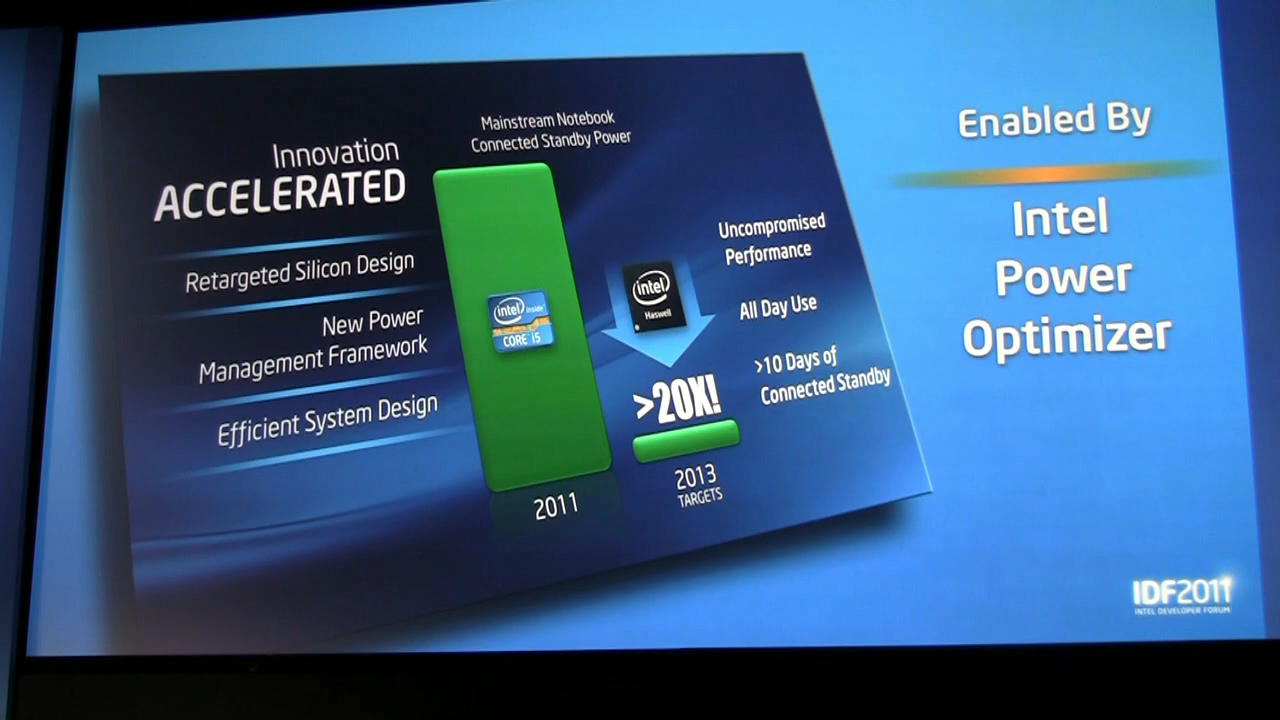 Innovation
ACCELERATED
Retargeted Silicon Design
New Power
Management Framework
Efficient System Design
Mainstream Notebook
Connected Standby Power
intel inside
CORE i5
2011
intel
Haswell
>20X!
2013
TARGETS
Uncompromised
Performance
All Day Use
>10 Days of
Connected Standby
Enabled By
Intel
Power
Optimizer
IDF2011
INTEL DEVELOPER FORUM